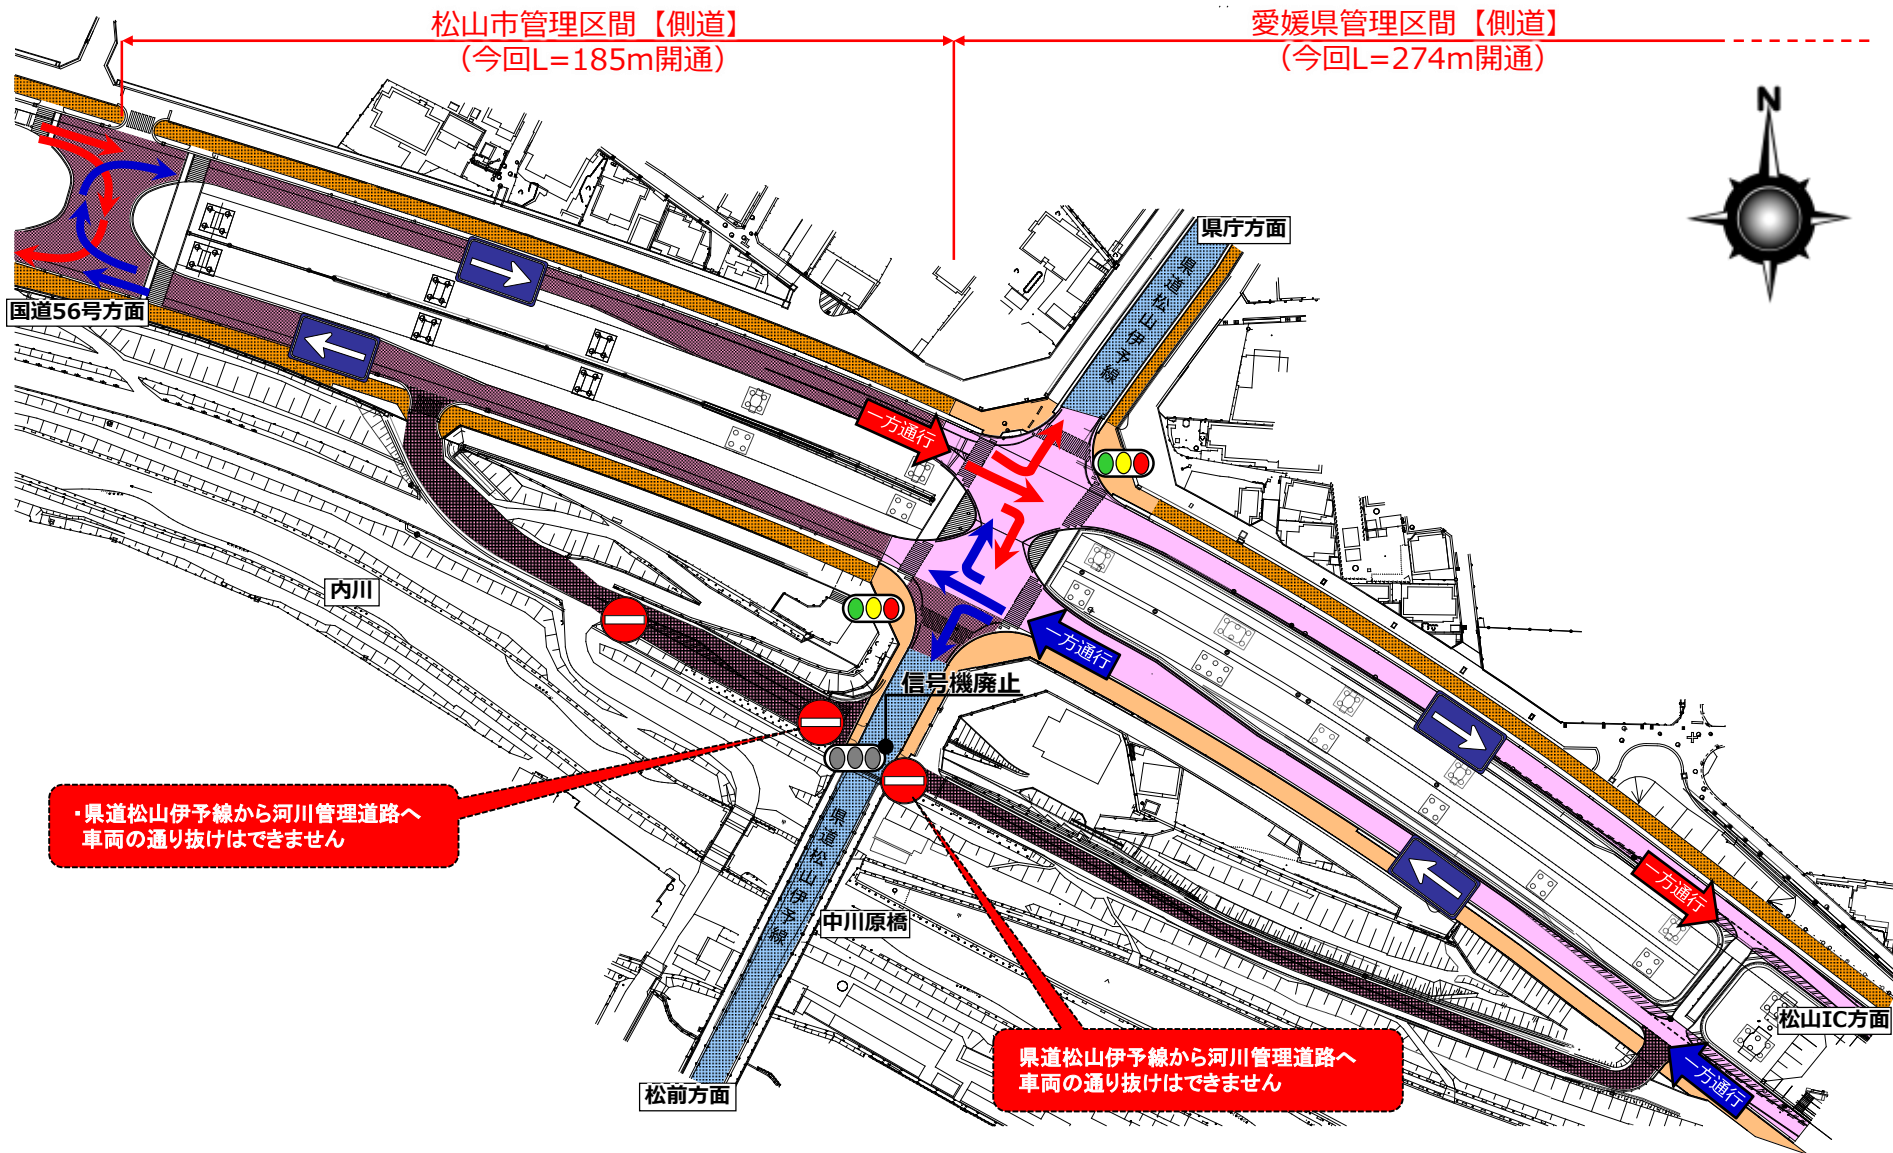 松山市管理区間【側道】
（今回L=185m開通）
愛媛県管理区間【側道】
（今回L=274m開通）
N
県庁方面
県道松山伊予線
国道56号方面
一方通行
内川
一方通行
信号機廃止
・県道松山伊予線から河川管理道路へ
車両の通り抜けはできません
県道松山伊予線
中川原橋
一方通行
松山IC方面
県道松山伊予線から河川管理道路へ
車両の通り抜けはできません
一方通行
松前方面